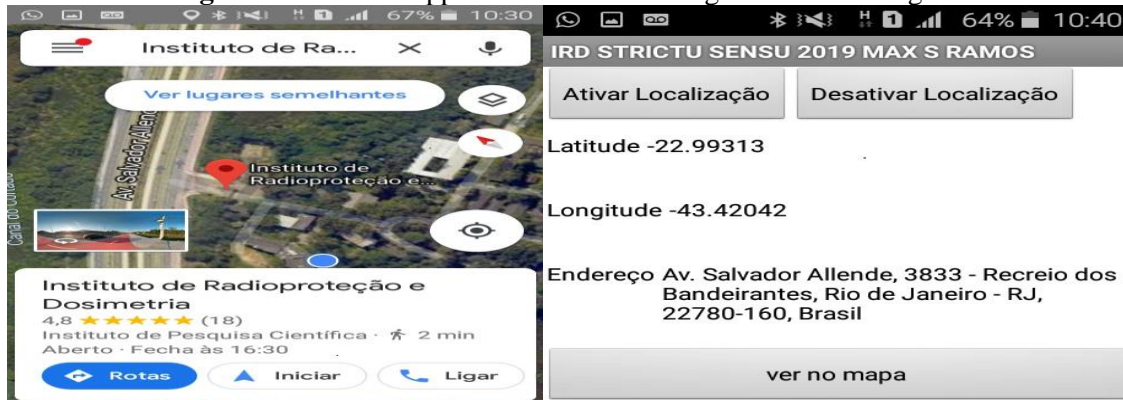 67% 10:30
Instituto de Ra...
Ver lugares semelhantes
Av. Salvador Allend
Instituto de
Radioproteção e...
Instituto de Radioproteção e
Dosimetria
4,8 ★★★★★ (18)
Instituto de Pesquisa Científica · 2 min
Aberto · Fecha às 16:30
Rotas Iniciar Ligar
H 1 64% 10:40
IRD STRICTU SENSU 2019 MAX S RAMOS
Ativar Localização Desativar Localização
Latitude -22.99313
Longitude -43.42042
Endereço Av. Salvador Allende, 3833 - Recreio dos
Bandeirantes, Rio de Janeiro - RJ,
22780-160, Brasil
ver no mapa